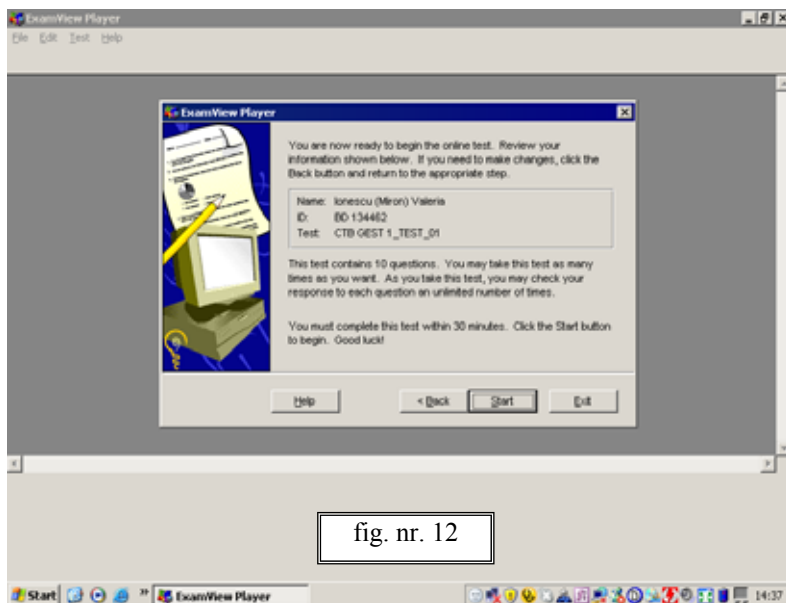 ExamView Player
File Edit Test Help
ExamView Player
You are now ready to begin the online test. Review your
information shown below. If you need to make changes, click the
Back button and return to the appropriate step.
Name: Ionescu (Miron) Valeria
ID: BD 134462
Test: CTB GEST 1_TEST_01
This test contains 10 questions. You may take this test as many
times as you want. As you take this test, you may check your
response to each question an unlimited number of times.
You must complete this test within 30 minutes. Click the Start button
to begin. Good luck!
Help < Back Start Exit
fig. nr. 12
Start » ExamView Player 14:37